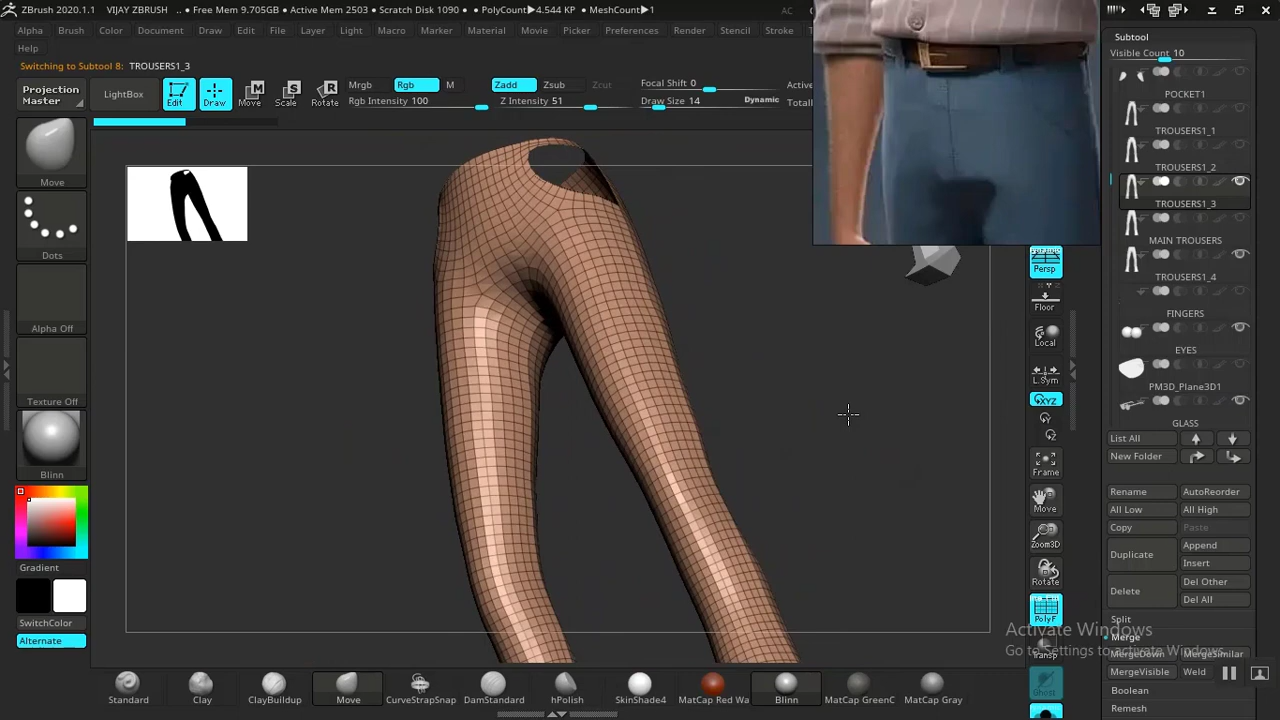 ZBrush 2020.1.1 VIJAY ZBRUSH .. ● Free Mem 9.705GB ● Active Mem 2503 ● Scratch Disk 1090 ● PolyCount▶4.544 KP ● MeshCount▶1 AC
Alpha Brush Color Document Draw Edit File Layer Light Macro Marker Material Movie Picker Preferences Render Stencil Stroke
Help
Switching to Subtool 8: TROUSERS1_3
Projection Master
LightBox
Edit
Draw
Move
Scale
Rotate
Mrgb Rgb M
Rgb Intensity 100
Zadd Zsub Zcut
Z Intensity 51
Focal Shift 0
Draw Size 14 Dynamic
Move
Dots
Alpha Off
Texture Off
Blinn
Gradient
SwitchColor
Alternate
Persp
Floor
Local
L.Sym
XYZ
Frame
Move
Zoom3D
Rotate
PolyF
Transp
Ghost
Subtool
Visible Count 10
POCKET1
TROUSERS1_1
TROUSERS1_2
TROUSERS1_3
MAIN TROUSERS
TROUSERS1_4
FINGERS
EYES
PM3D_Plane3D1
GLASS
List All
New Folder
Rename AutoReorder
All Low All High
Copy Paste
Duplicate Append
Insert
Delete Del Other
Del All
Split
Merge
MergeDown MergeSimilar
MergeVisible Weld
Boolean
Remesh
Activate Windows
Go to Settings to activate Windows.
Standard Clay ClayBuildup Move CurveStrapSnap DamStandard hPolish SkinShade4 MatCap Red Wa Blinn MatCap GreenC MatCap Gray